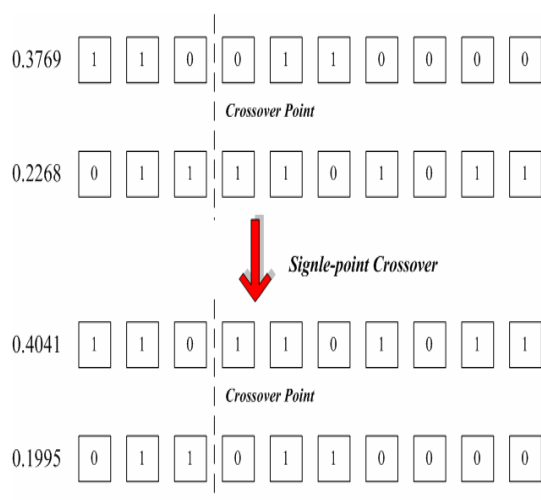 0.3769 1 1 0 0 1 1 0 0 0 0
Crossover Point
0.2268 0 1 1 1 1 0 1 0 1 1
Signle-point Crossover
0.4041 1 1 0 1 1 0 1 0 1 1
Crossover Point
0.1995 0 1 1 0 1 1 0 0 0 0